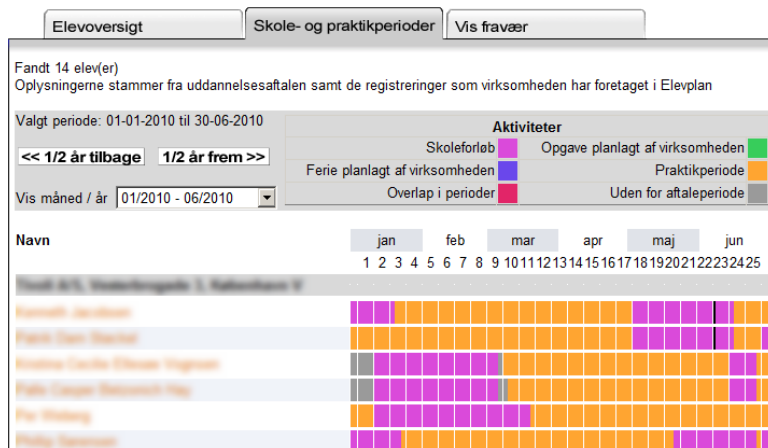 Elevoversigt
Skole- og praktikperioder
Vis fravær
Fandt 14 elev(er)
Oplysningerne stammer fra uddannelsesaftalen samt de registreringer som virksomheden har foretaget i Elevplan
Valgt periode: 01-01-2010 til 30-06-2010
<< 1/2 år tilbage 1/2 år frem >>
Vis måned / år 01/2010 - 06/2010
Aktiviteter
Skoleforløb Opgave planlagt af virksomheden
Ferie planlagt af virksomheden Praktikperiode
Overlap i perioder Uden for aftaleperiode
Navn jan feb mar apr maj jun
1 2 3 4 5 6 7 8 9 10 11 12 13 14 15 16 17 18 19 20 21 22 23 24 25